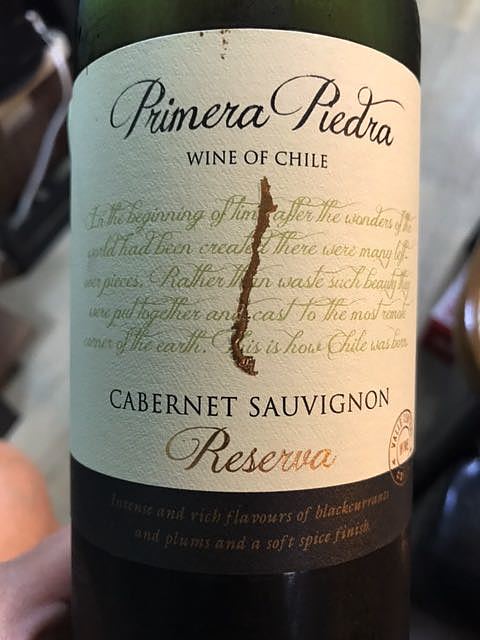 Primera Piedra
WINE OF CHILE
In the beginning of time after the wonders of the
world had been created there were many left-
over pieces. Rather than waste such beauty they
were put together and cast to the most remote
corner of the earth. This is how Chile was born.
CABERNET SAUVIGNON
Reserva
Intense and rich flavours of blackcurrants
and plums and a soft spice finish.